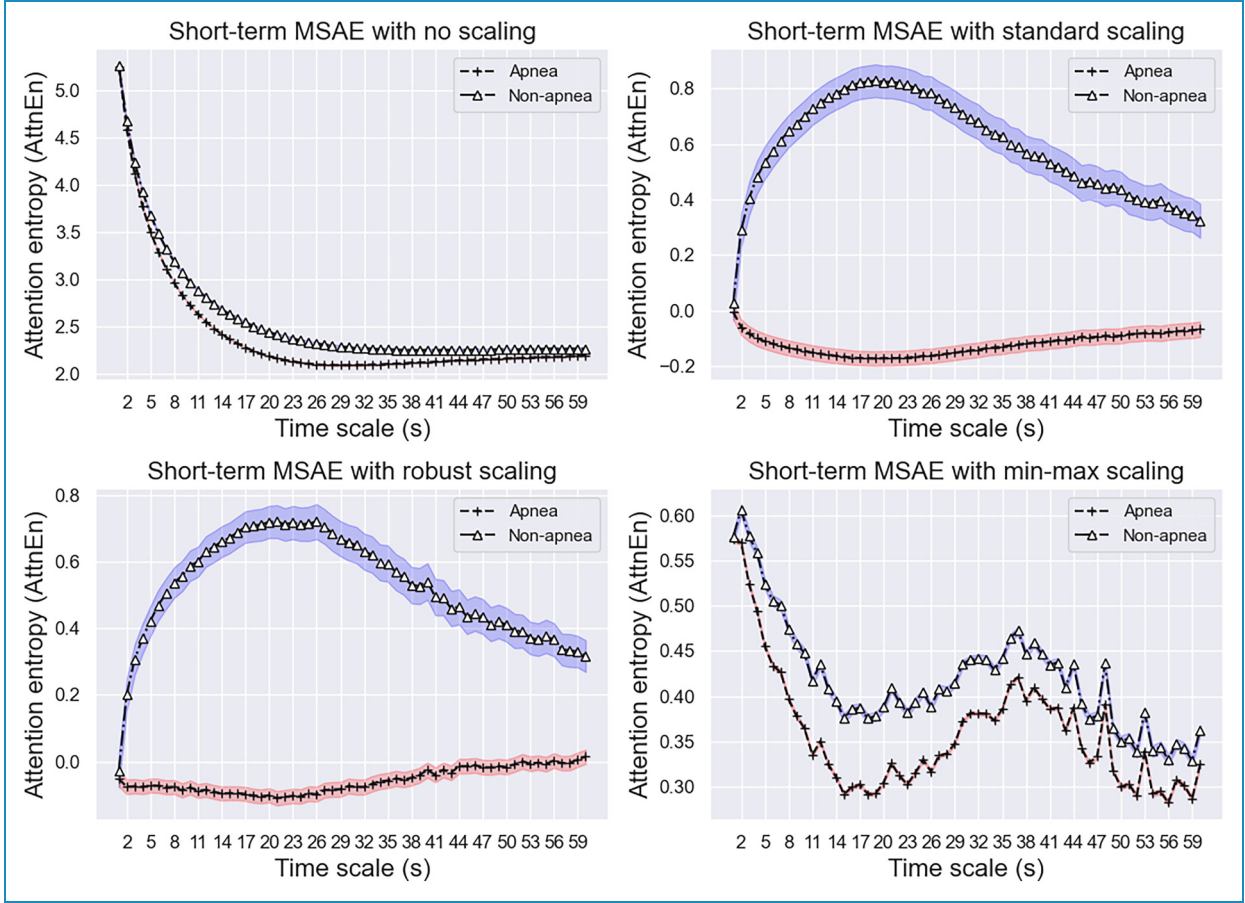 Short-term MSAE with no scaling
Attention entropy (AttnEn)
5.0
4.5
4.0
3.5
3.0
2.5
2.0
Apnea
Non-apnea
2 5 8 11 14 17 20 23 26 29 32 35 38 41 44 47 50 53 56 59
Time scale (s)
Short-term MSAE with standard scaling
Attention entropy (AttnEn)
0.8
0.6
0.4
0.2
0.0
−0.2
Apnea
Non-apnea
2 5 8 11 14 17 20 23 26 29 32 35 38 41 44 47 50 53 56 59
Time scale (s)
Short-term MSAE with robust scaling
Attention entropy (AttnEn)
0.8
0.6
0.4
0.2
0.0
Apnea
Non-apnea
2 5 8 11 14 17 20 23 26 29 32 35 38 41 44 47 50 53 56 59
Time scale (s)
Short-term MSAE with min-max scaling
Attention entropy (AttnEn)
0.60
0.55
0.50
0.45
0.40
0.35
0.30
Apnea
Non-apnea
2 5 8 11 14 17 20 23 26 29 32 35 38 41 44 47 50 53 56 59
Time scale (s)